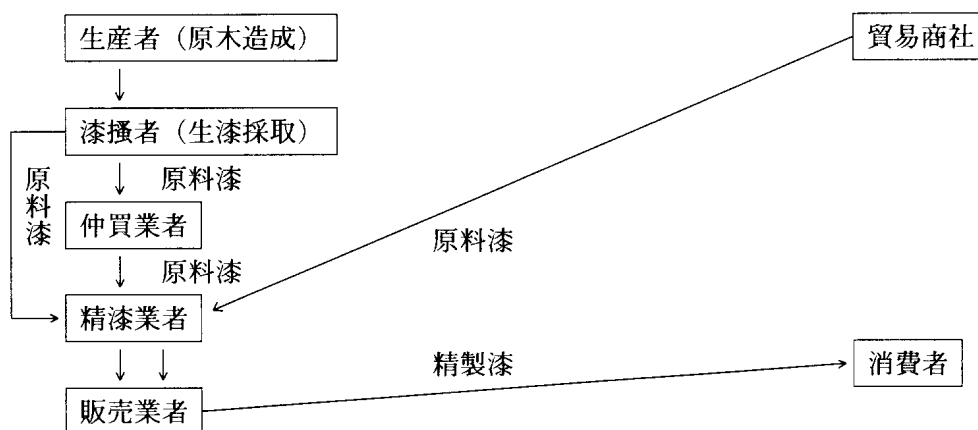 生産者（原木造成）
貿易商社
漆掻者（生漆採取）
原料漆
原料漆
仲買業者
原料漆
原料漆
精漆業者
精製漆
消費者
販売業者